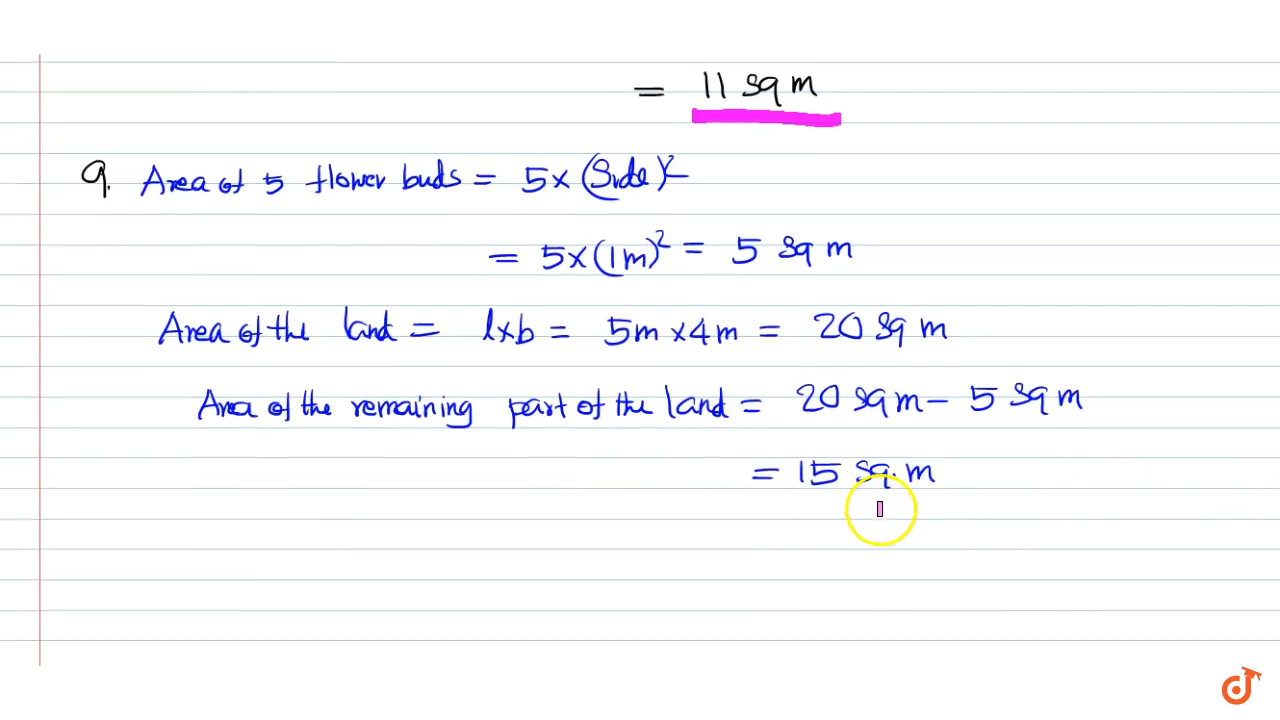 = 11 sq m
9. Area of 5 flower buds = 5 × (Side)²
= 5 × (1m)² = 5 sq m
Area of the land = l×b = 5m × 4m = 20 sq m
Area of the remaining part of the land = 20 sq m – 5 sq m
= 15 sq. m